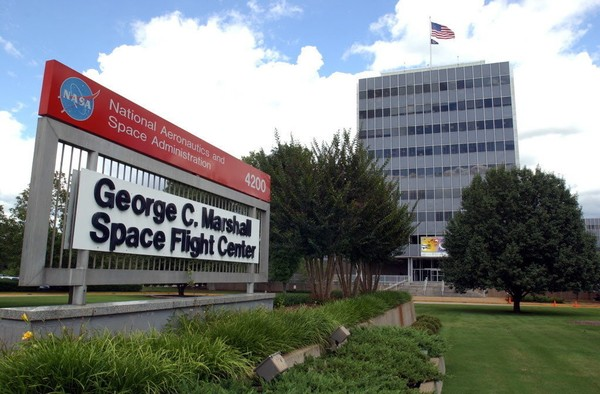 NASA
National Aeronautics and
Space Administration
4200
George C. Marshall
Space Flight Center